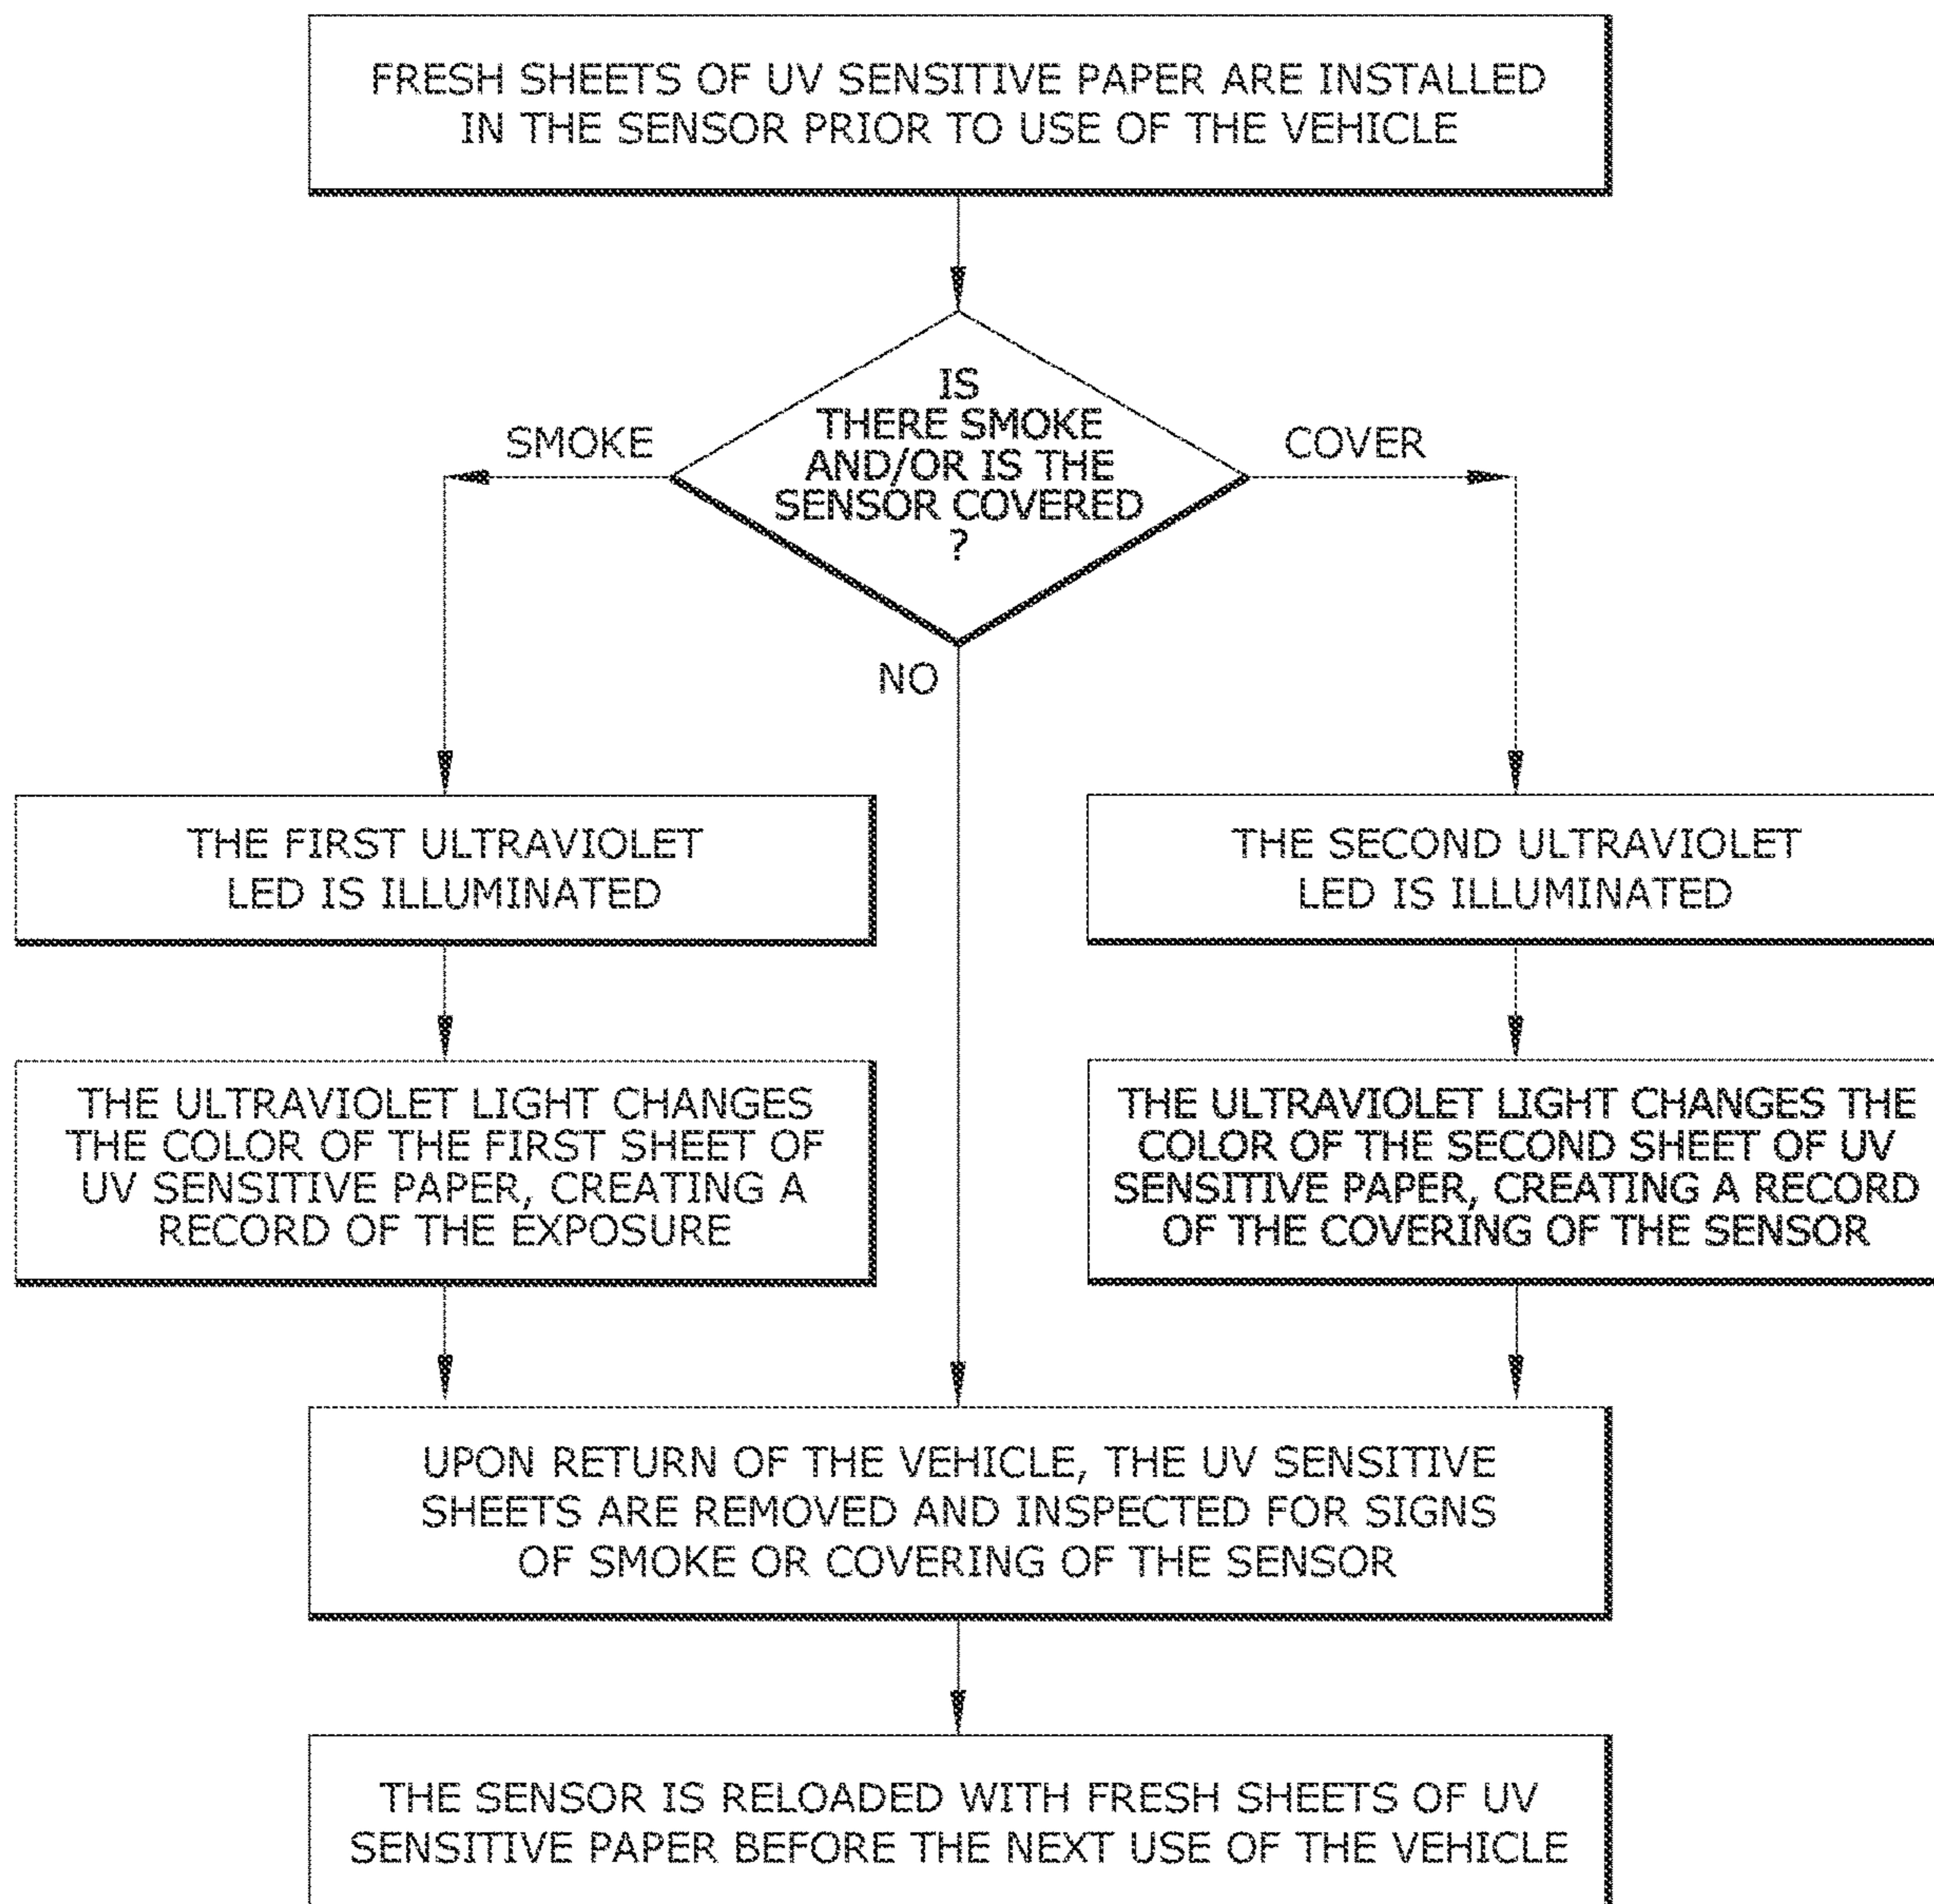 FRESH SHEETS OF UV SENSITIVE PAPER ARE INSTALLED
IN THE SENSOR PRIOR TO USE OF THE VEHICLE
IS
THERE SMOKE
AND/OR IS THE
SENSOR COVERED
?
SMOKE
COVER
NO
THE FIRST ULTRAVIOLET
LED IS ILLUMINATED
THE SECOND ULTRAVIOLET
LED IS ILLUMINATED
THE ULTRAVIOLET LIGHT CHANGES
THE COLOR OF THE FIRST SHEET OF
UV SENSITIVE PAPER, CREATING A
RECORD OF THE EXPOSURE
THE ULTRAVIOLET LIGHT CHANGES THE
COLOR OF THE SECOND SHEET OF UV
SENSITIVE PAPER, CREATING A RECORD
OF THE COVERING OF THE SENSOR
UPON RETURN OF THE VEHICLE, THE UV SENSITIVE
SHEETS ARE REMOVED AND INSPECTED FOR SIGNS
OF SMOKE OR COVERING OF THE SENSOR
THE SENSOR IS RELOADED WITH FRESH SHEETS OF UV
SENSITIVE PAPER BEFORE THE NEXT USE OF THE VEHICLE